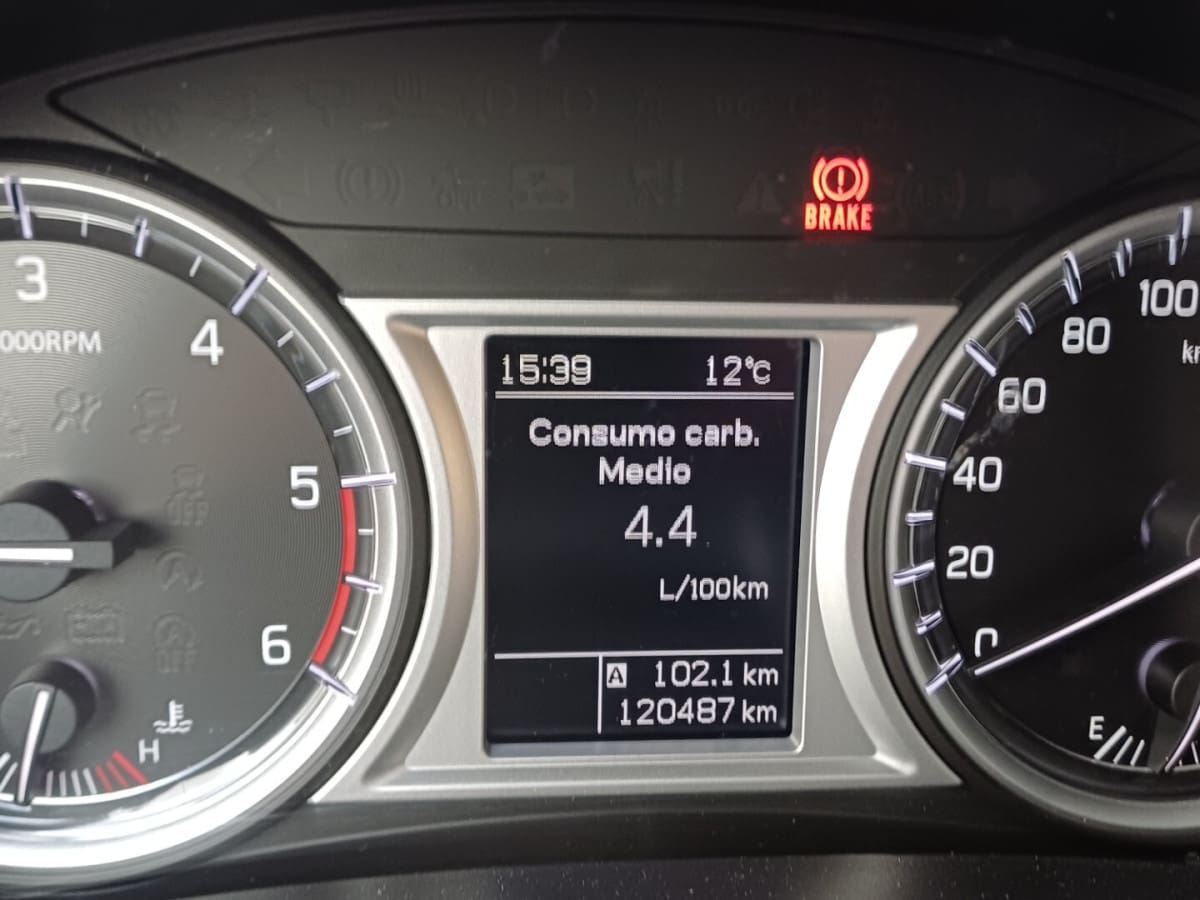 BRAKE
3
4
5
6
000RPM
H
15:39 12°C
Consumo carb.
Medio
4.4
L/100km
A 102.1 km
120487 km
100
80
60
40
20
0
E